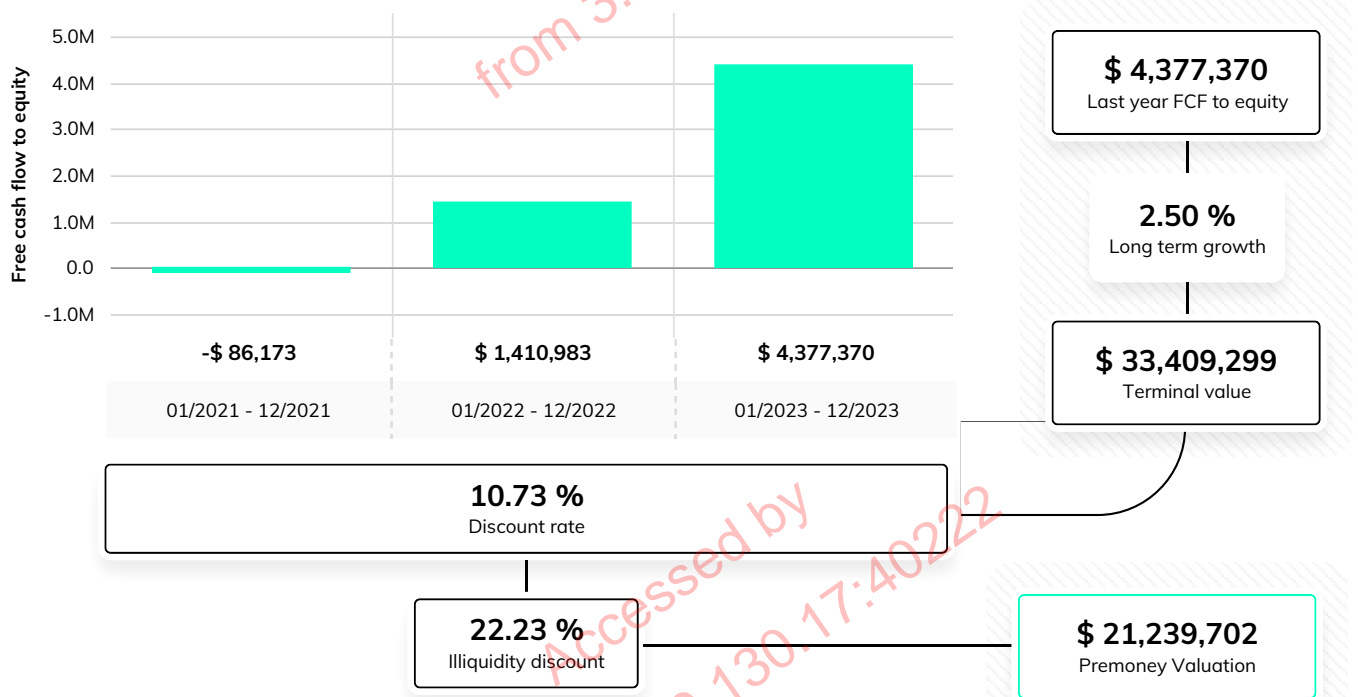 Free cash flow to equity
5.0M
4.0M
3.0M
2.0M
1.0M
0.0
-1.0M
-$ 86,173
$ 1,410,983
$ 4,377,370
01/2021 - 12/2021
01/2022 - 12/2022
01/2023 - 12/2023
$ 4,377,370
Last year FCF to equity
2.50 %
Long term growth
$ 33,409,299
Terminal value
10.73 %
Discount rate
22.23 %
Illiquidity discount
$ 21,239,702
Premoney Valuation
from 3.
Accessed by
.130.17:40222